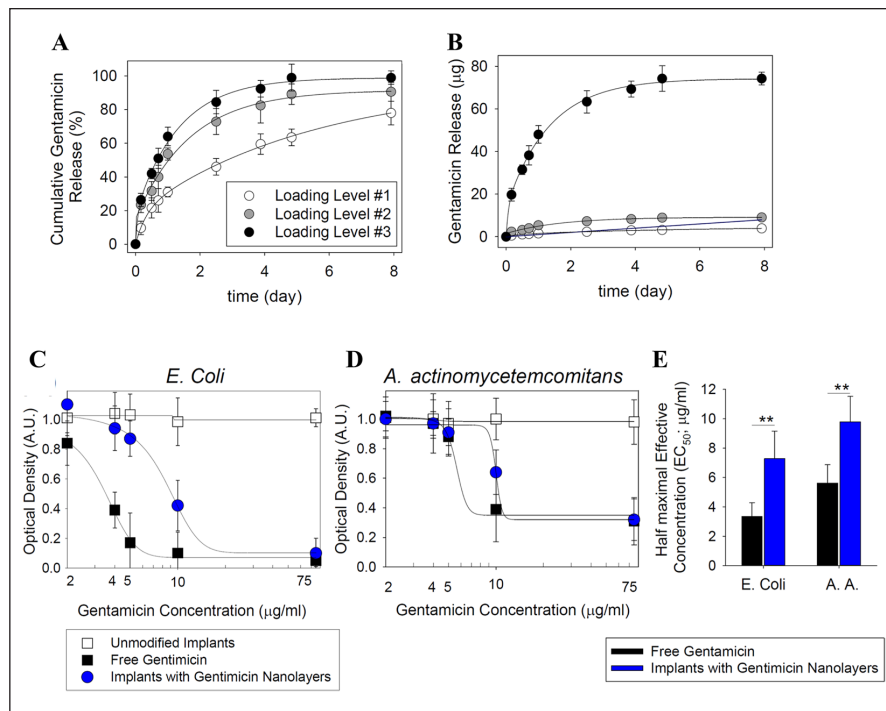 A
Cumulative Gentamicin
Release (%)
100
80
60
40
20
0
Loading Level #1
Loading Level #2
Loading Level #3
0
2
4
6
8
time (day)
B
Gentamicin Release (μg)
80
60
40
20
0
0
2
4
6
8
time (day)
C
E. Coli
Optical Density (A.U.)
1.0
0.8
0.6
0.4
0.2
0.0
2
4
5
10
75
Gentamicin Concentration (μg/ml)
D
A. actinomycetemcomitans
Optical Density (A.U.)
1.0
0.8
0.6
0.4
0.2
0.0
2
4
5
10
75
Gentamicin Concentration (μg/ml)
E
Half maximal Effective
Concentration (EC50; μg/ml)
12
10
8
6
4
2
0
**
**
E. Coli
A. A.
Unmodified Implants
Free Gentimicin
Implants with Gentimicin Nanolayers
Free Gentamicin
Implants with Gentimicin Nanolayers